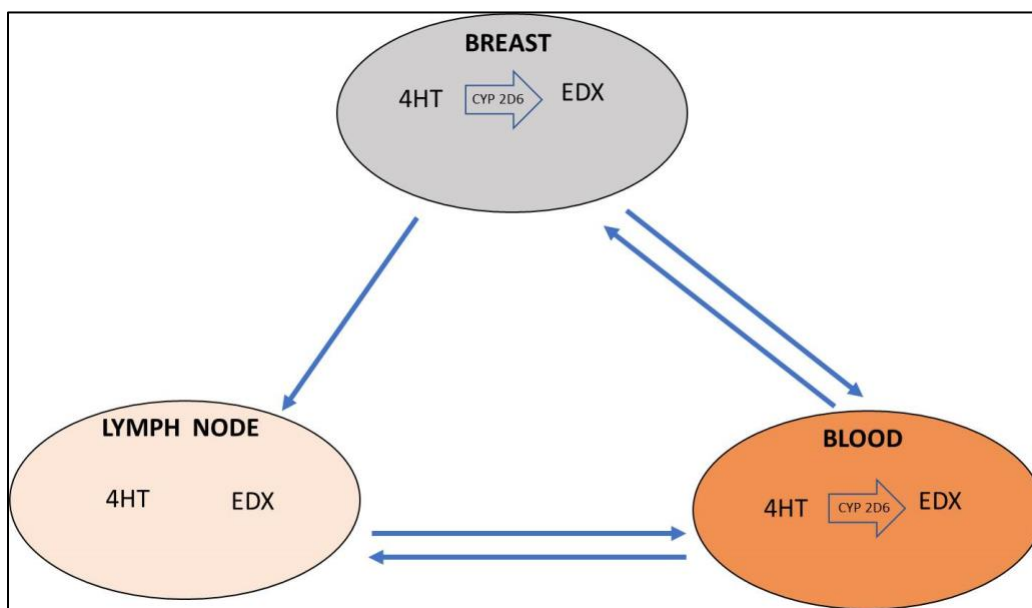 BREAST
4HT CYP 2D6 EDX
LYMPH NODE
4HT EDX
BLOOD
4HT CYP 2D6 EDX